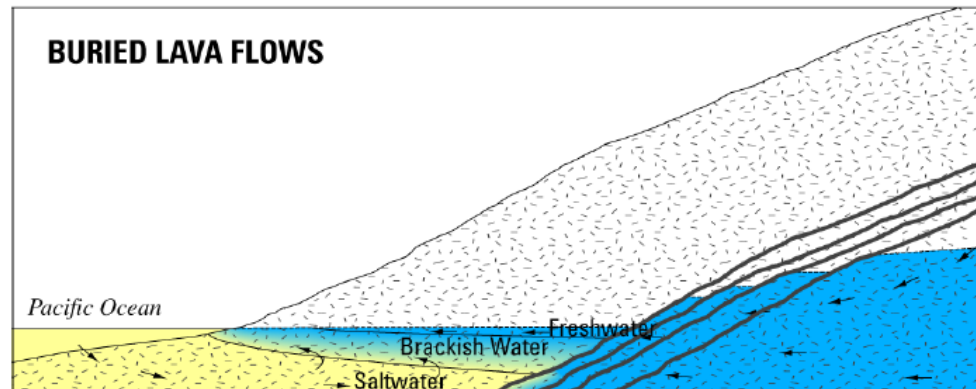 BURIED LAVA FLOWS
Pacific Ocean
Freshwater
Brackish Water
Saltwater